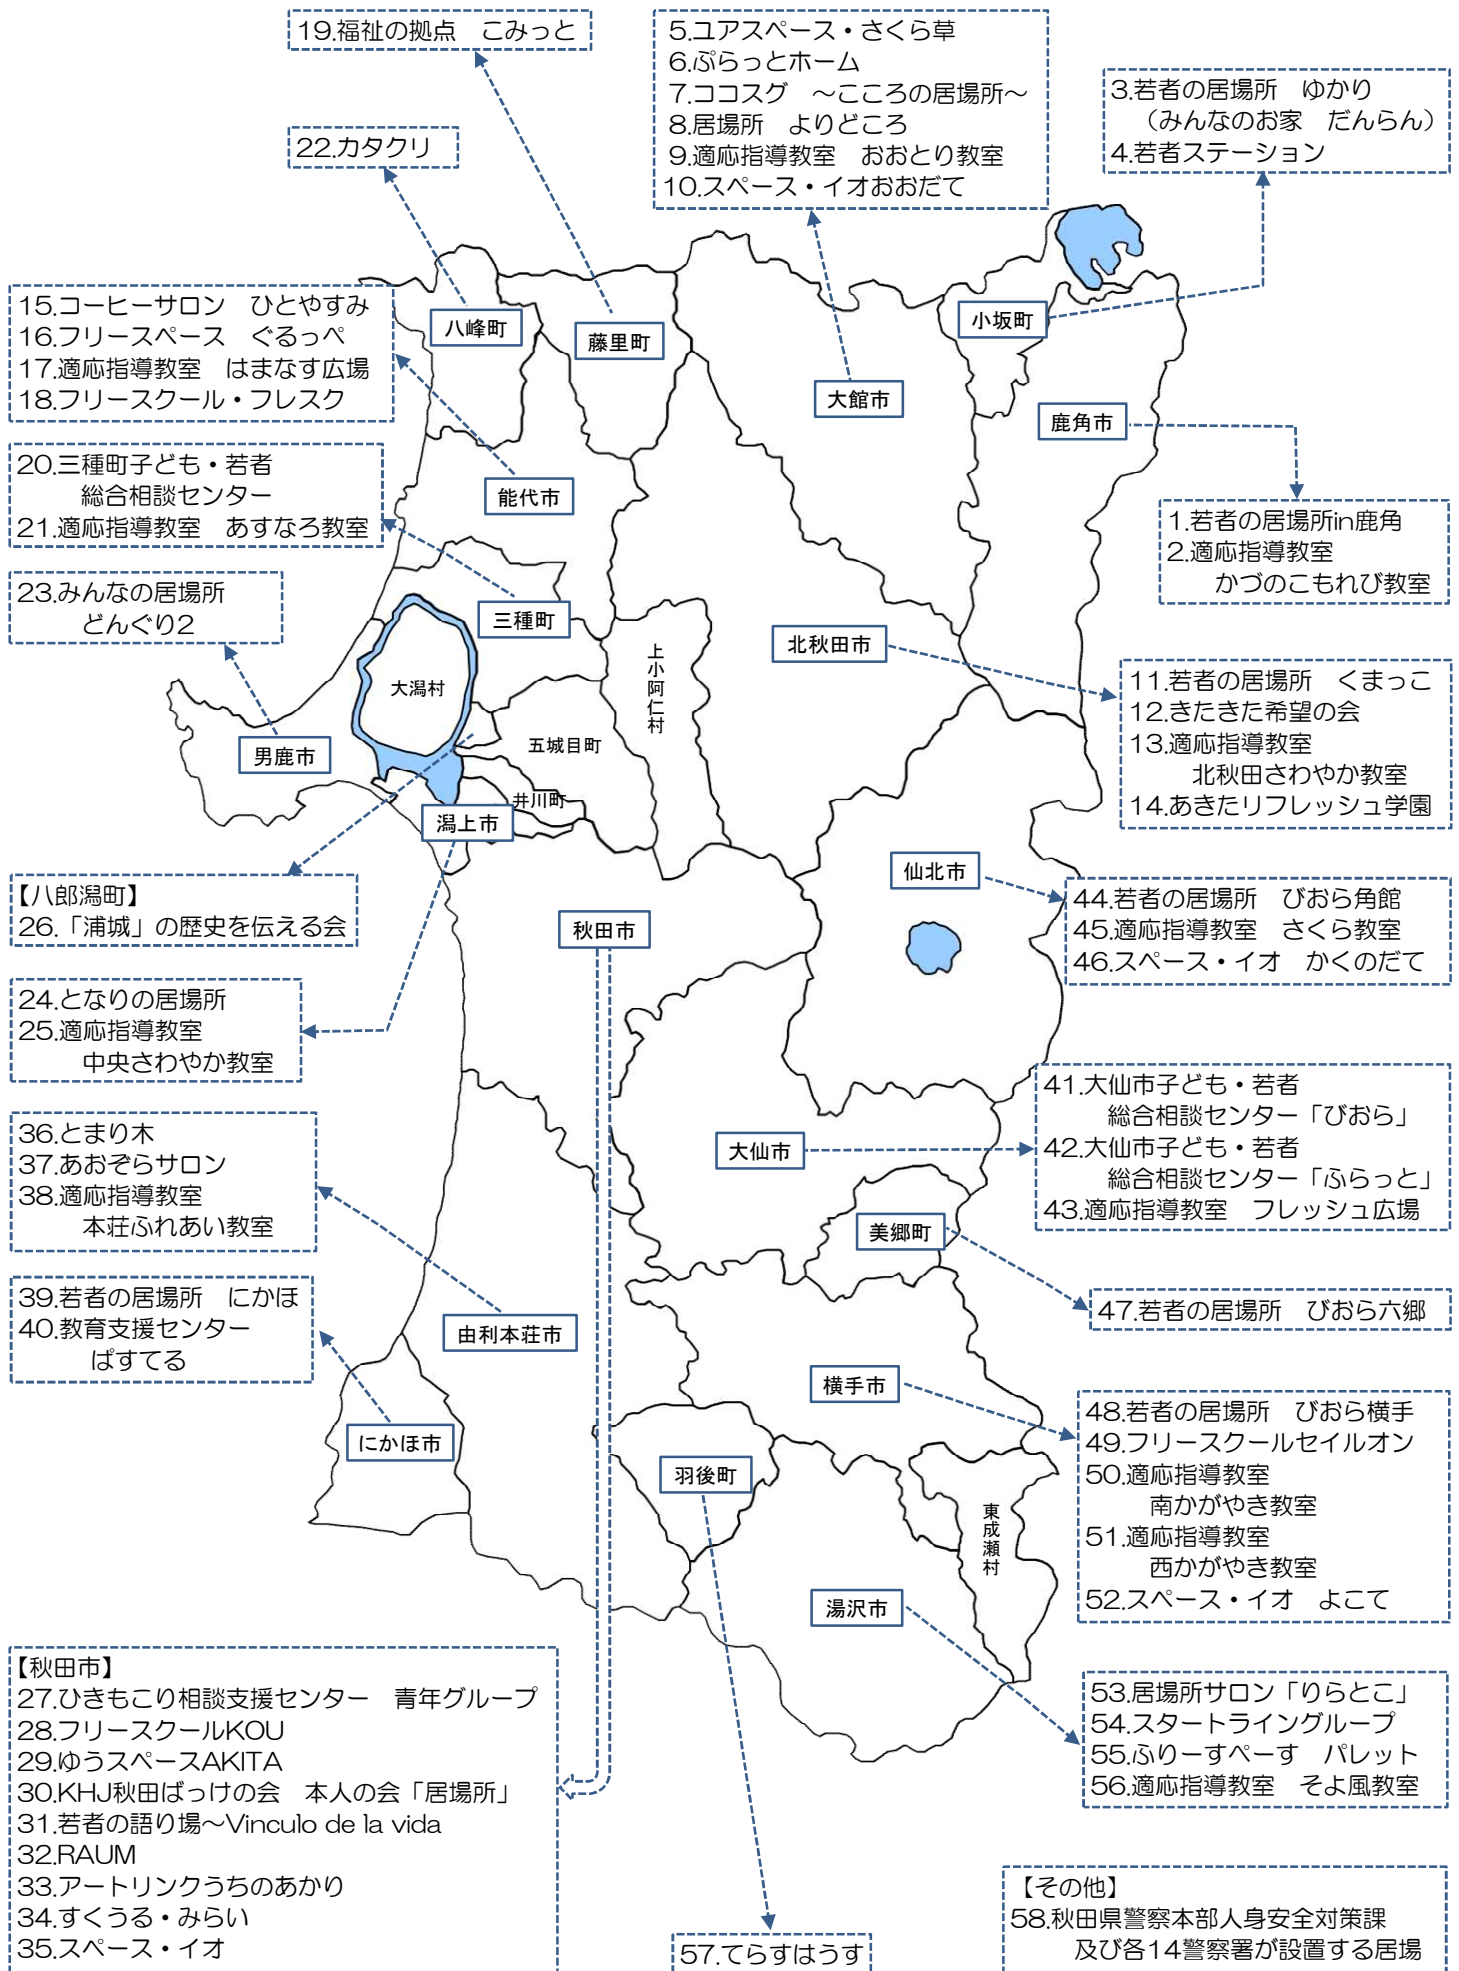 19.福祉の拠点　こみっと
5.ユアスペース・さくら草
6.ぷらっとホーム
7.ココスグ　～こころの居場所～
8.居場所　よりどころ
9.適応指導教室　おおとり教室
10.スペース・イオおおだて
3.若者の居場所　ゆかり
（みんなのお家　だんらん）
4.若者ステーション
22.カタクリ
15.コーヒーサロン　ひとやすみ
16.フリースペース　ぐるっぺ
17.適応指導教室　はまなす広場
18.フリースクール・フレスク
八峰町
藤里町
小坂町
大館市
鹿角市
20.三種町子ども・若者
総合相談センター
21.適応指導教室　あすなろ教室
能代市
1.若者の居場所in鹿角
2.適応指導教室
かづのこもれび教室
23.みんなの居場所
どんぐり2
三種町
北秋田市
上小阿仁村
大潟村
11.若者の居場所　くまっこ
12.きたきた希望の会
13.適応指導教室
北秋田さわやか教室
14.あきたリフレッシュ学園
男鹿市
五城目町
井川町
潟上市
仙北市
【八郎潟町】
26.「浦城」の歴史を伝える会
秋田市
44.若者の居場所　びおら角館
45.適応指導教室　さくら教室
46.スペース・イオ　かくのだて
24.となりの居場所
25.適応指導教室
中央さわやか教室
41.大仙市子ども・若者
総合相談センター「びおら」
42.大仙市子ども・若者
総合相談センター「ふらっと」
43.適応指導教室　フレッシュ広場
36.とまり木
37.あおぞらサロン
38.適応指導教室
本荘ふれあい教室
大仙市
美郷町
39.若者の居場所　にかほ
40.教育支援センター
ぱすてる
47.若者の居場所　びおら六郷
由利本荘市
横手市
にかほ市
羽後町
48.若者の居場所　びおら横手
49.フリースクールセイルオン
50.適応指導教室
南かがやき教室
51.適応指導教室
西かがやき教室
52.スペース・イオ　よこて
東成瀬村
湯沢市
【秋田市】
27.ひきもこり相談支援センター　青年グループ
28.フリースクールKOU
29.ゆうスペースAKITA
30.KHJ秋田ばっけの会　本人の会「居場所」
31.若者の語り場～Vinculo de la vida
32.RAUM
33.アートリンクうちのあかり
34.すくうる・みらい
35.スペース・イオ
53.居場所サロン「りらとこ」
54.スタートライングループ
55.ふりーすぺーす　パレット
56.適応指導教室　そよ風教室
57.てらすはうす
【その他】
58.秋田県警察本部人身安全対策課
及び各14警察署が設置する居場